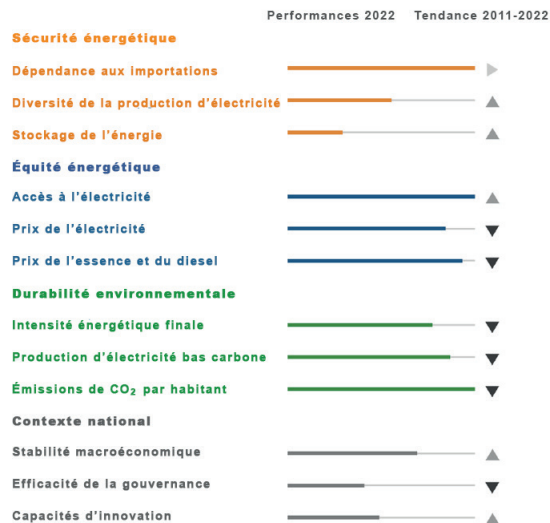 Performances 2022 Tendance 2011-2022
Sécurité énergétique
Dépendance aux importations
Diversité de la production d'électricité
Stockage de l'énergie
Équité énergétique
Accès à l'électricité
Prix de l'électricité
Prix de l'essence et du diesel
Durabilité environnementale
Intensité énergétique finale
Production d'électricité bas carbone
Émissions de CO₂ par habitant
Contexte national
Stabilité macroéconomique
Efficacité de la gouvernance
Capacités d'innovation